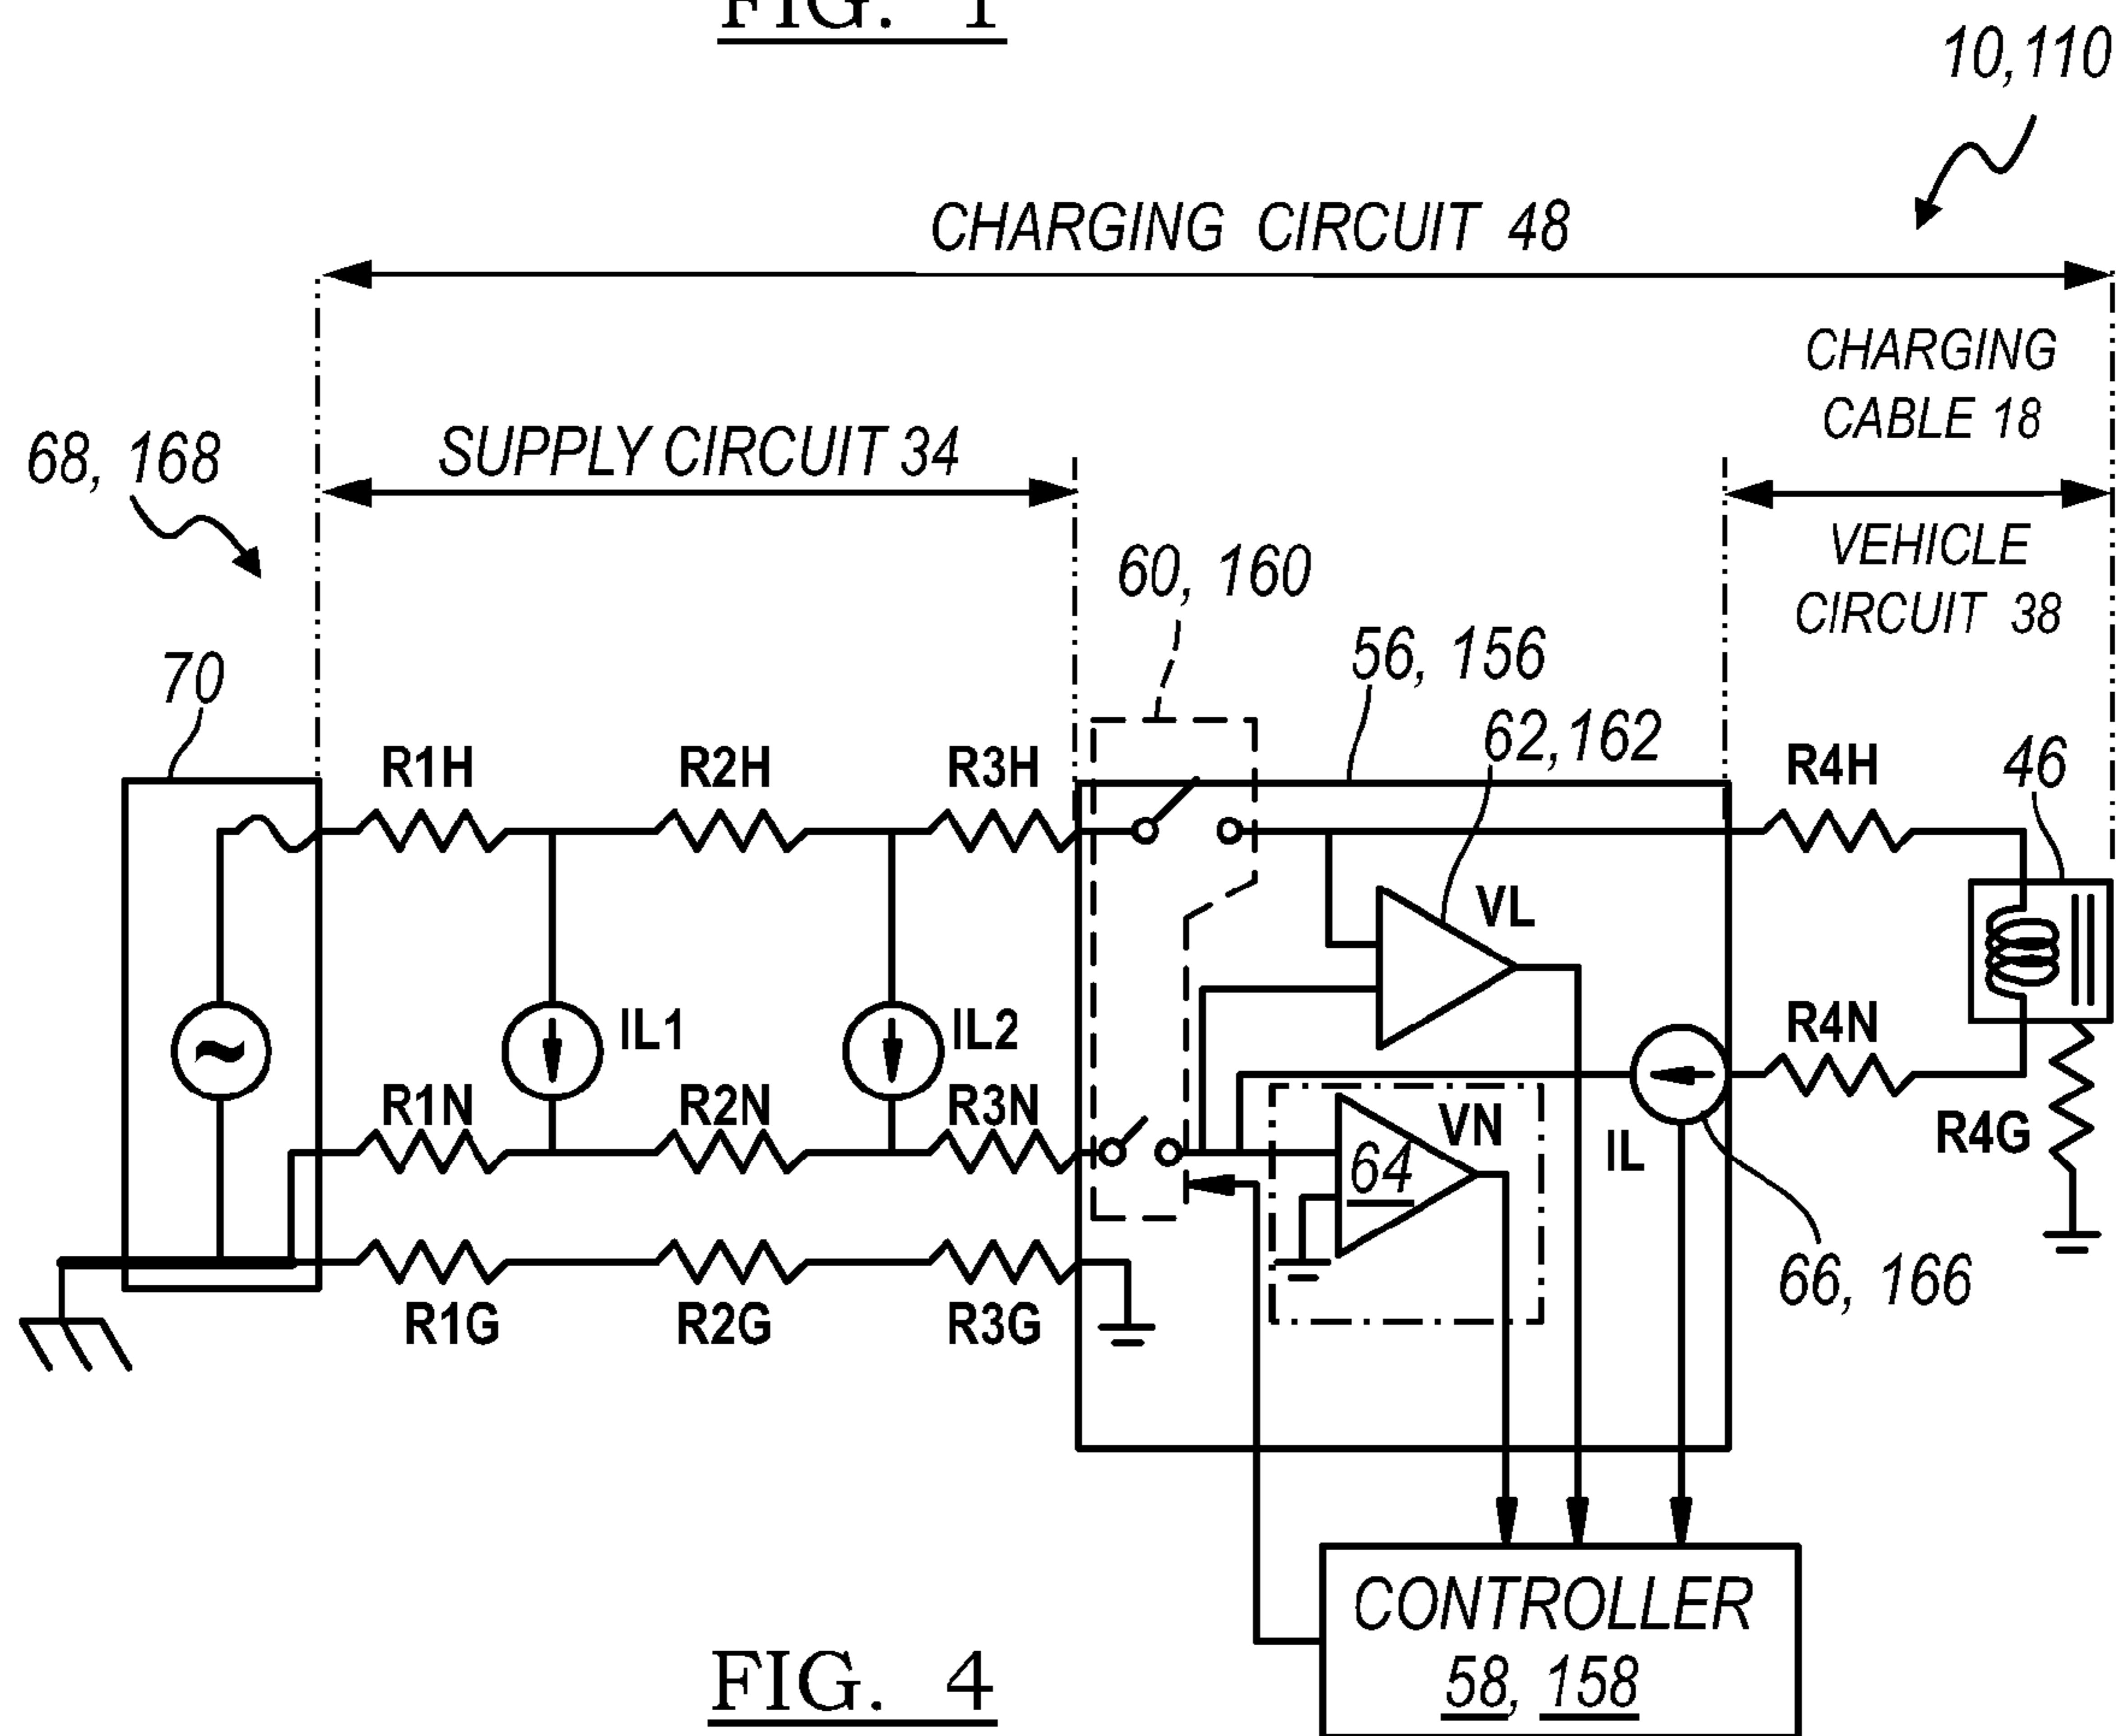 FIG. 1
10,110
CHARGING CIRCUIT 48
CHARGING
CABLE 18
SUPPLY CIRCUIT 34
68, 168
VEHICLE
CIRCUIT 38
60, 160
56, 156
70
62,162
46
R1H
R2H
R3H
R4H
VL
IL1
IL2
R4N
R1N
R2N
R3N
VN
R4G
64
IL
66, 166
R1G
R2G
R3G
CONTROLLER
58, 158
FIG. 4